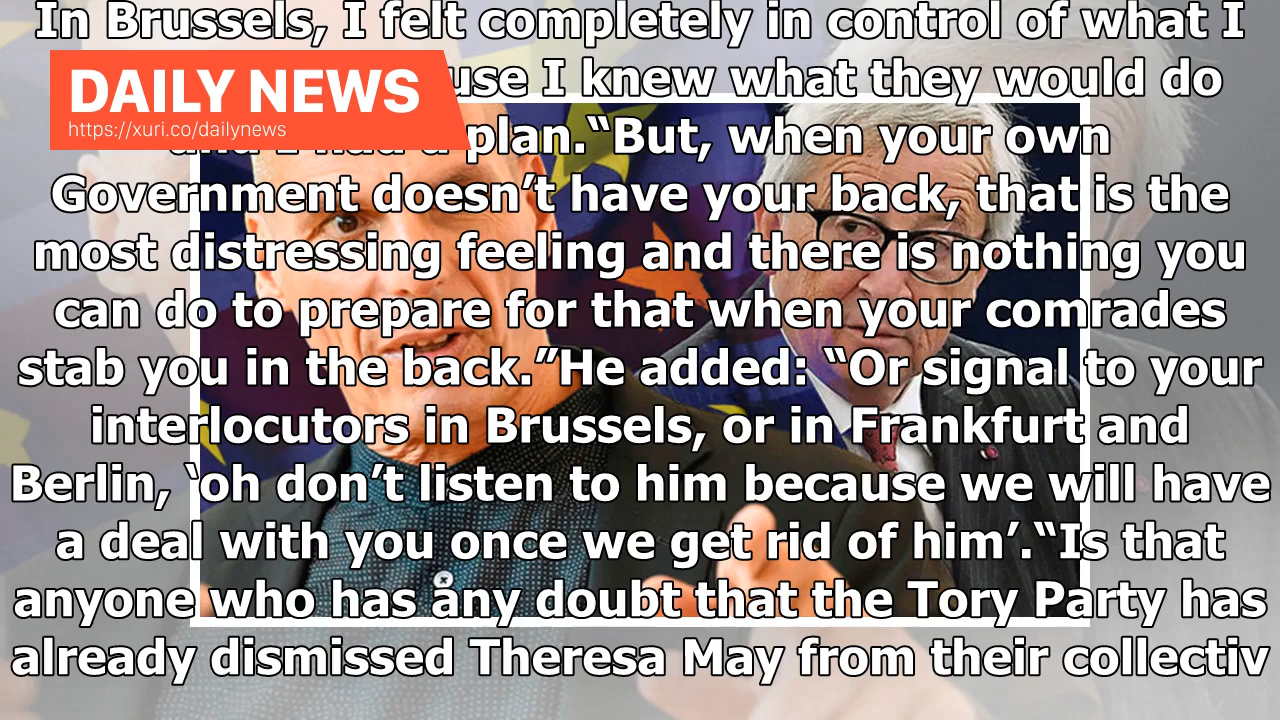 In Brussels, I felt completely in control of what I
DAILY NEWS
https://xuri.co/dailynews
I knew what they would do
plan.“But, when your own
Government doesn’t have your back, that is the
most distressing feeling and there is nothing you
can do to prepare for that when your comrades
stab you in the back.”He added: “Or signal to your
interlocutors in Brussels, or in Frankfurt and
Berlin, ‘oh don’t listen to him because we will have
a deal with you once we get rid of him’.“Is that
anyone who has any doubt that the Tory Party has
already dismissed Theresa May from their collectiv